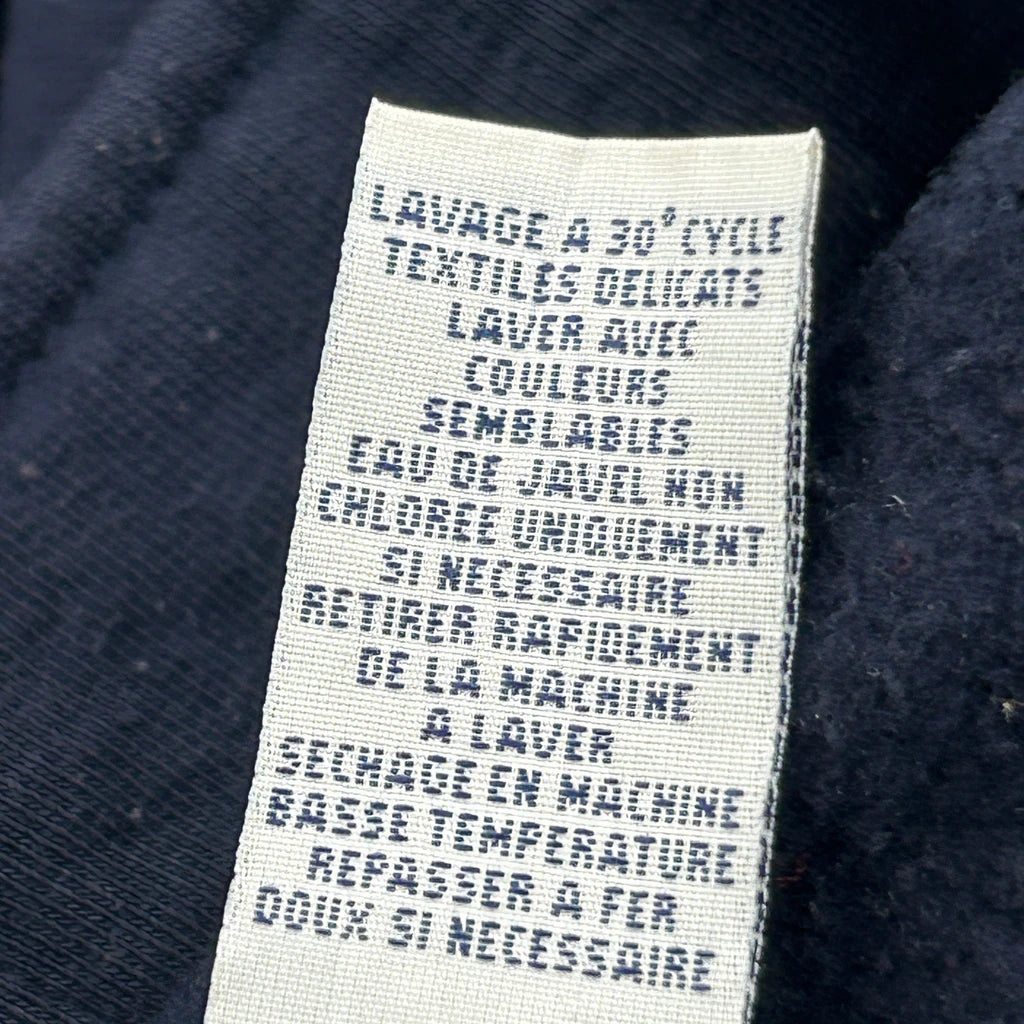 LAVAGE A 30° CYCLE
TEXTILES DELICATS
LAVER AVEC
COULEURS
SEMBLABLES
EAU DE JAVEL NON
CHLOREE UNIQUEMENT
SI NECESSAIRE
RETIRER RAPIDEMENT
DE LA MACHINE
A LAVER
SECHAGE EN MACHINE
BASSE TEMPERATURE
REPASSER A FER
DOUX SI NECESSAIRE